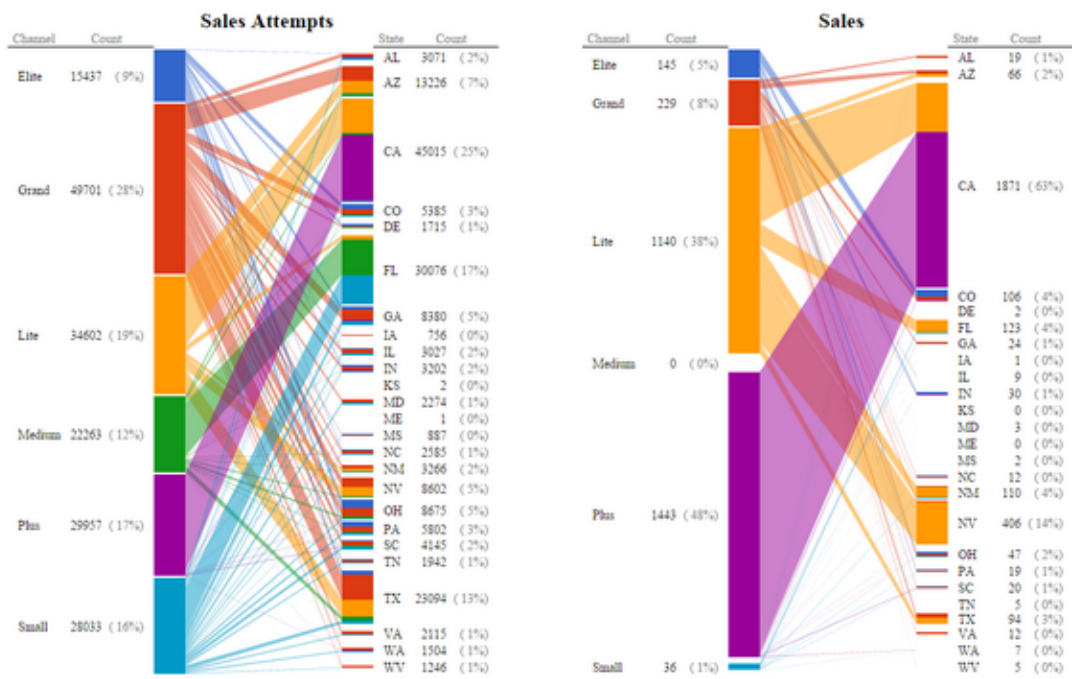 Sales Attempts
Channel Count
Elite 15437 (9%)
Grand 49701 (28%)
Lite 34602 (19%)
Medium 22263 (12%)
Plus 29957 (17%)
Small 28033 (16%)
State Count
AL 3071 (2%)
AZ 13226 (7%)
CA 45015 (25%)
CO 5385 (3%)
DE 1715 (1%)
FL 30076 (17%)
GA 8380 (5%)
IA 756 (0%)
IL 3027 (2%)
IN 3202 (2%)
KS 2 (0%)
MD 2274 (1%)
ME 1 (0%)
MS 887 (0%)
NC 2585 (1%)
NM 3266 (2%)
NV 8602 (5%)
OH 8675 (5%)
PA 5802 (3%)
SC 4145 (2%)
TN 1942 (1%)
TX 23094 (13%)
VA 2115 (1%)
WA 1504 (1%)
WV 1246 (1%)
Sales
Channel Count
Elite 145 (5%)
Grand 229 (8%)
Lite 1140 (38%)
Medium 0 (0%)
Plus 1443 (48%)
Small 36 (1%)
State Count
AL 19 (1%)
AZ 66 (2%)
CA 1871 (63%)
CO 106 (4%)
DE 2 (0%)
FL 123 (4%)
GA 24 (1%)
IA 1 (0%)
IL 9 (0%)
IN 30 (1%)
KS 0 (0%)
MD 3 (0%)
ME 0 (0%)
MS 2 (0%)
NC 12 (0%)
NM 110 (4%)
NV 406 (14%)
OH 47 (2%)
PA 19 (1%)
SC 20 (1%)
TN 5 (0%)
TX 94 (3%)
VA 12 (0%)
WA 7 (0%)
WV 5 (0%)